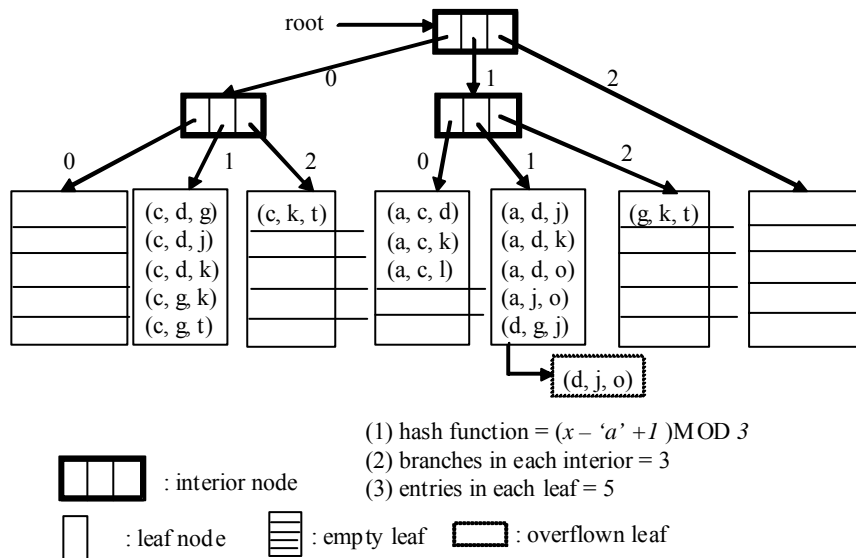 root
0
1
2
0
1
2
0
1
2
(c, d, g)
(c, d, j)
(c, d, k)
(c, g, k)
(c, g, t)
(c, k, t)
(a, c, d)
(a, c, k)
(a, c, l)
(a, d, j)
(a, d, k)
(a, d, o)
(a, j, o)
(d, g, j)
(g, k, t)
(d, j, o)
(1) hash function = (x – ‘a’ +1 )MOD 3
(2) branches in each interior = 3
(3) entries in each leaf = 5
: interior node
: leaf node
: empty leaf
: overflown leaf